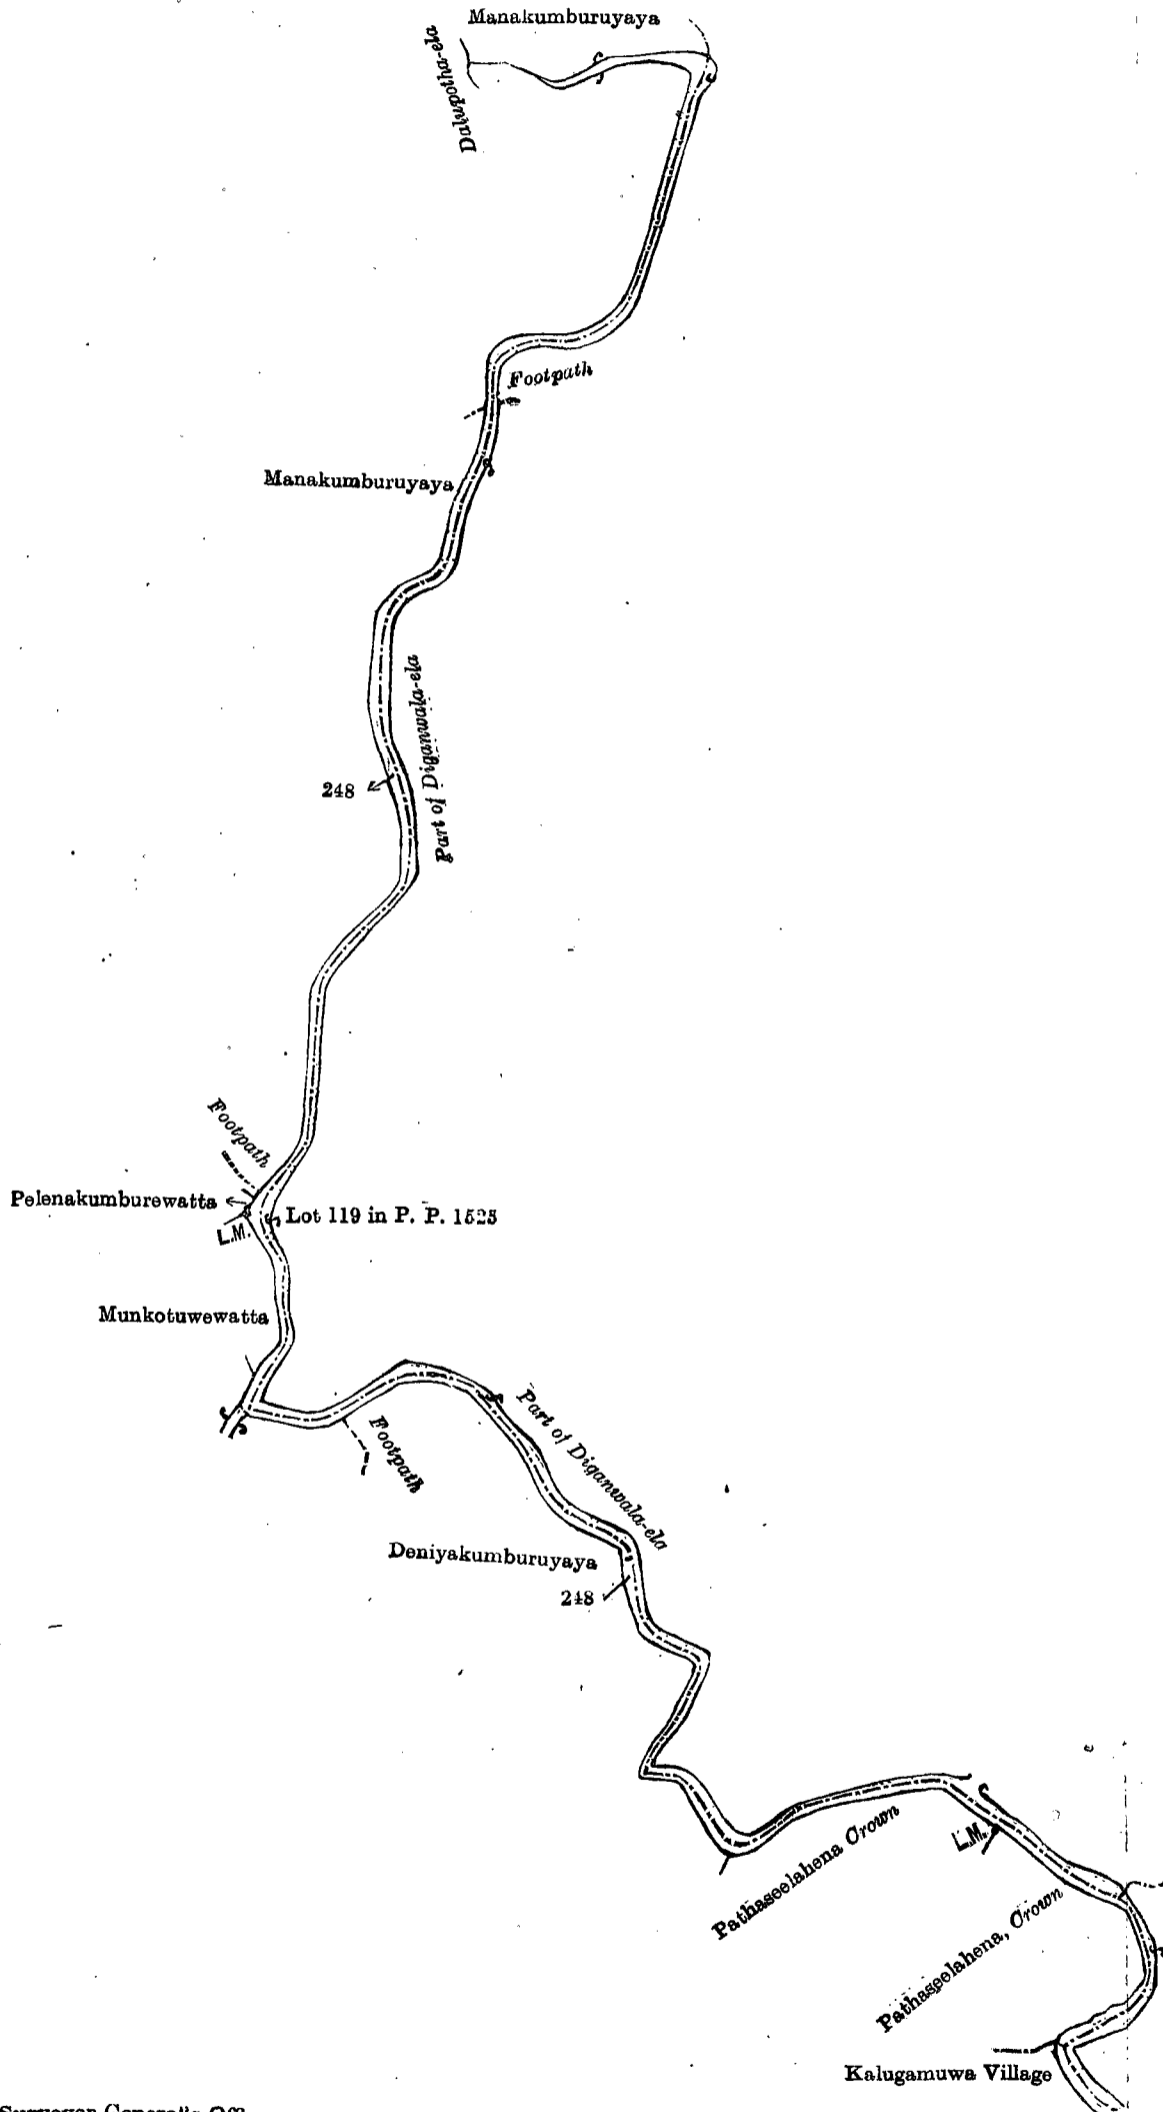 Manakumburuyaya
Dalupotha-ela
Footpath
Manakumburuyaya
Part of Diganwala-ela
248
Footpath
Pelenakumburewatta
Lot 119 in P. P. 1525
L.M.
Munkotuwewatta
Part of Diganwala-ela
Footpath
Deniyakumburuyaya
248
Pathaseelahena Crown
L.M.
Pathaseelahena, Crown
Kalugamuwa Village